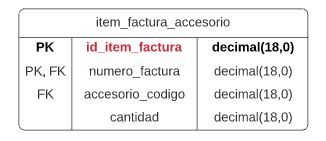 item_factura_accesorio
PK id_item_factura decimal(18,0)
PK, FK numero_factura decimal(18,0)
FK accesorio_codigo decimal(18,0)
cantidad decimal(18,0)